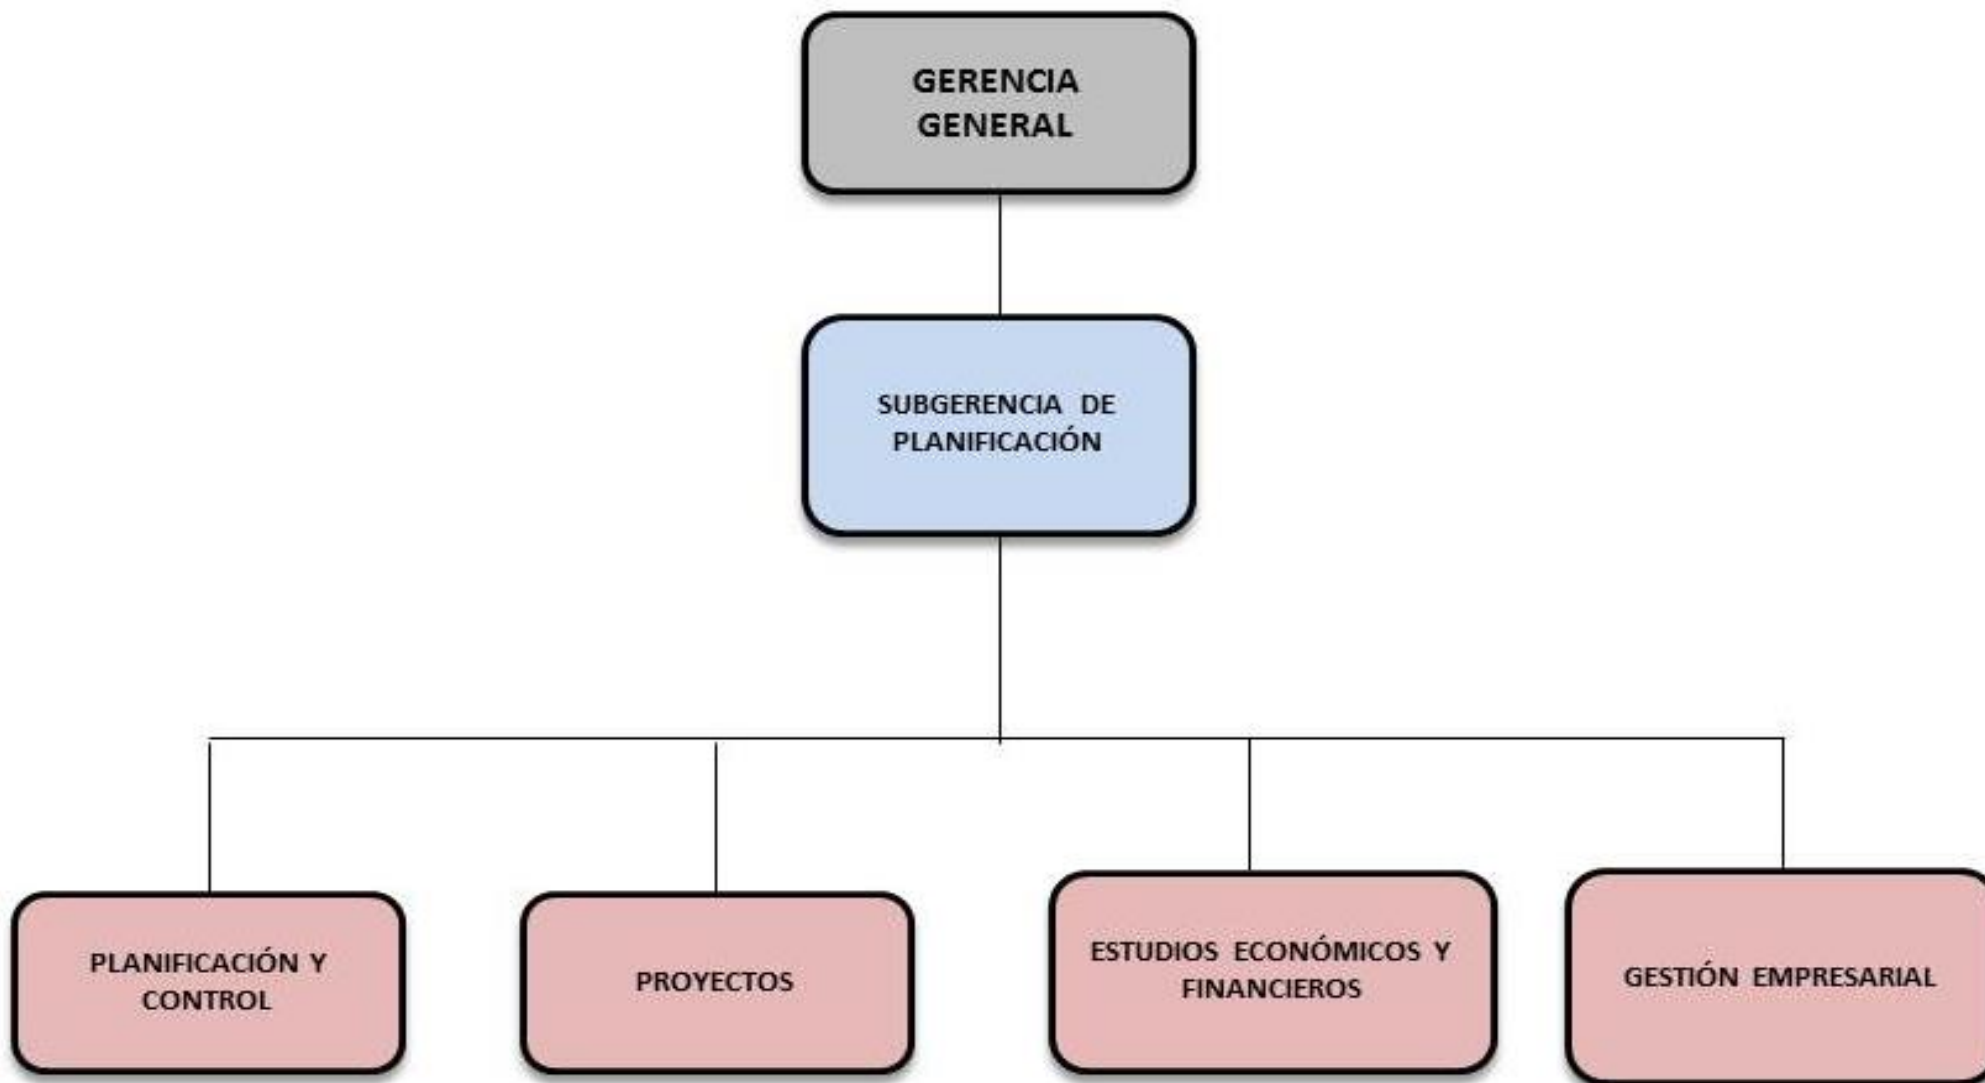 GERENCIA
GENERAL
SUBGERENCIA DE
PLANIFICACIÓN
PLANIFICACIÓN Y
CONTROL
PROYECTOS
ESTUDIOS ECONÓMICOS Y
FINANCIEROS
GESTIÓN EMPRESARIAL